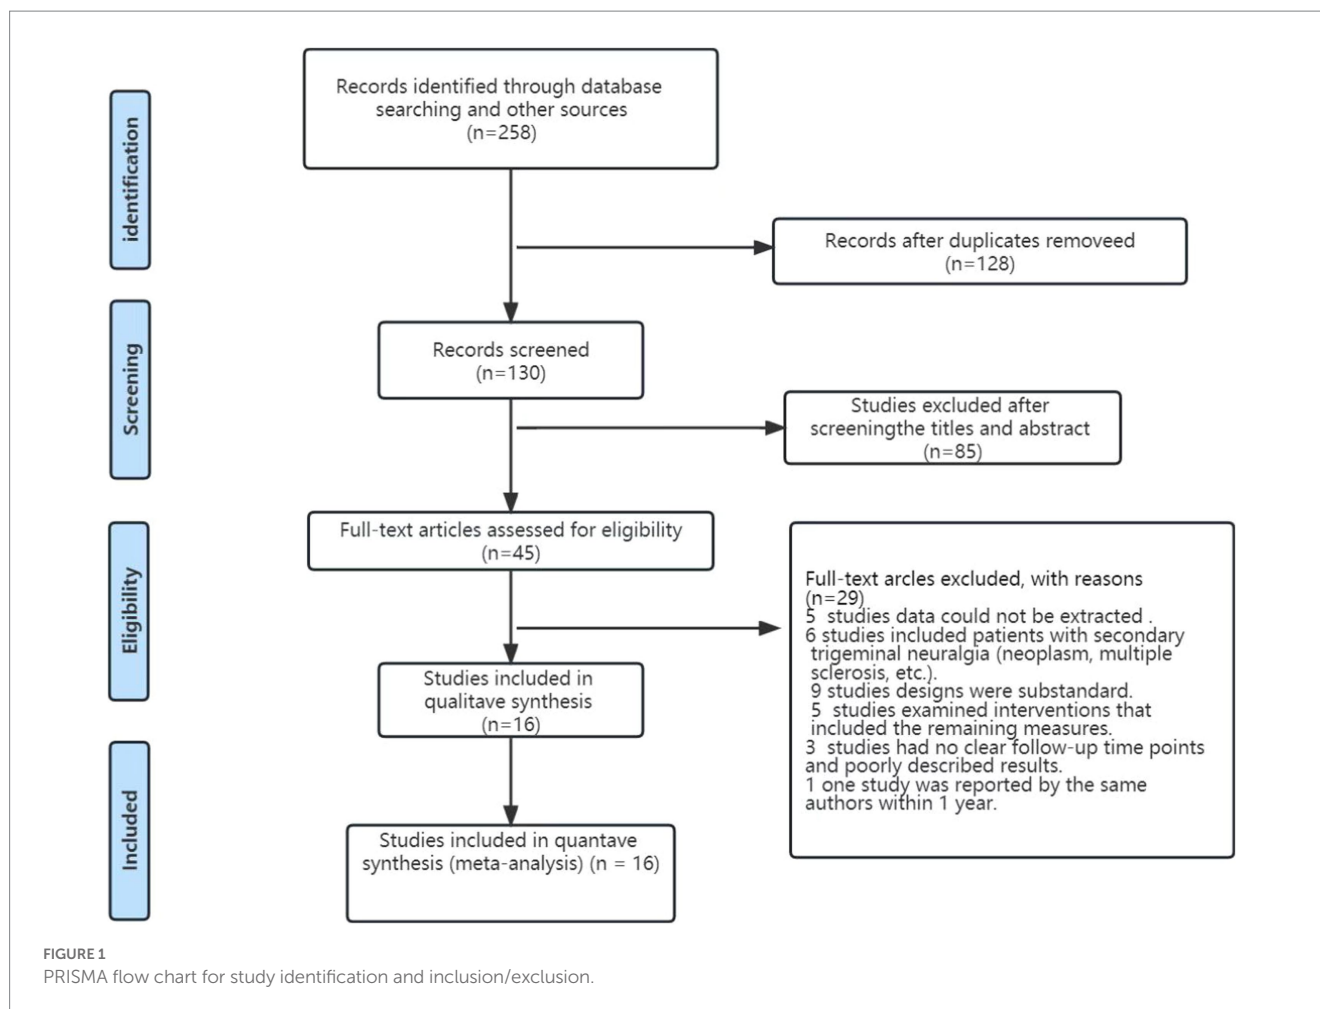 identification
Records identified through database
searching and other sources
(n=258)
Records after duplicates removeed
(n=128)
Screening
Records screened
(n=130)
Studies excluded after
screeningthe titles and abstract
(n=85)
Eligibility
Full-text articles assessed for eligibility
(n=45)
Full-text arcles excluded, with reasons
(n=29)
5 studies data could not be extracted .
6 studies included patients with secondary
trigeminal neuralgia (neoplasm, multiple
sclerosis, etc.).
9 studies designs were substandard.
5 studies examined interventions that
included the remaining measures.
3 studies had no clear follow-up time points
and poorly described results.
1 one study was reported by the same
authors within 1 year.
Studies included in
qualitave synthesis
(n=16)
Included
Studies included in quantave
synthesis (meta-analysis) (n = 16)
FIGURE 1
PRISMA flow chart for study identification and inclusion/exclusion.